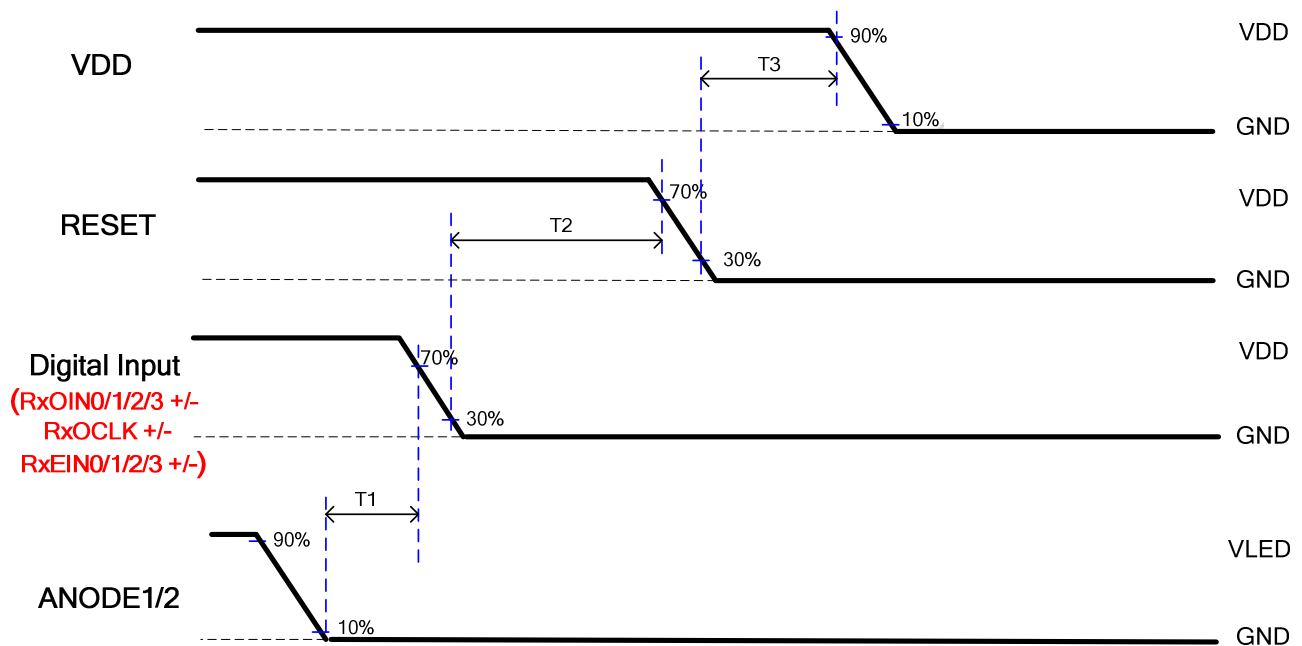 VDD
90%
VDD
T3
10%
GND
RESET
70%
VDD
T2
30%
GND
Digital Input
(RxOIN0/1/2/3 +/-
RxOCLK +/-
RxEIN0/1/2/3 +/-)
70%
VDD
30%
GND
T1
ANODE1/2
90%
VLED
10%
GND